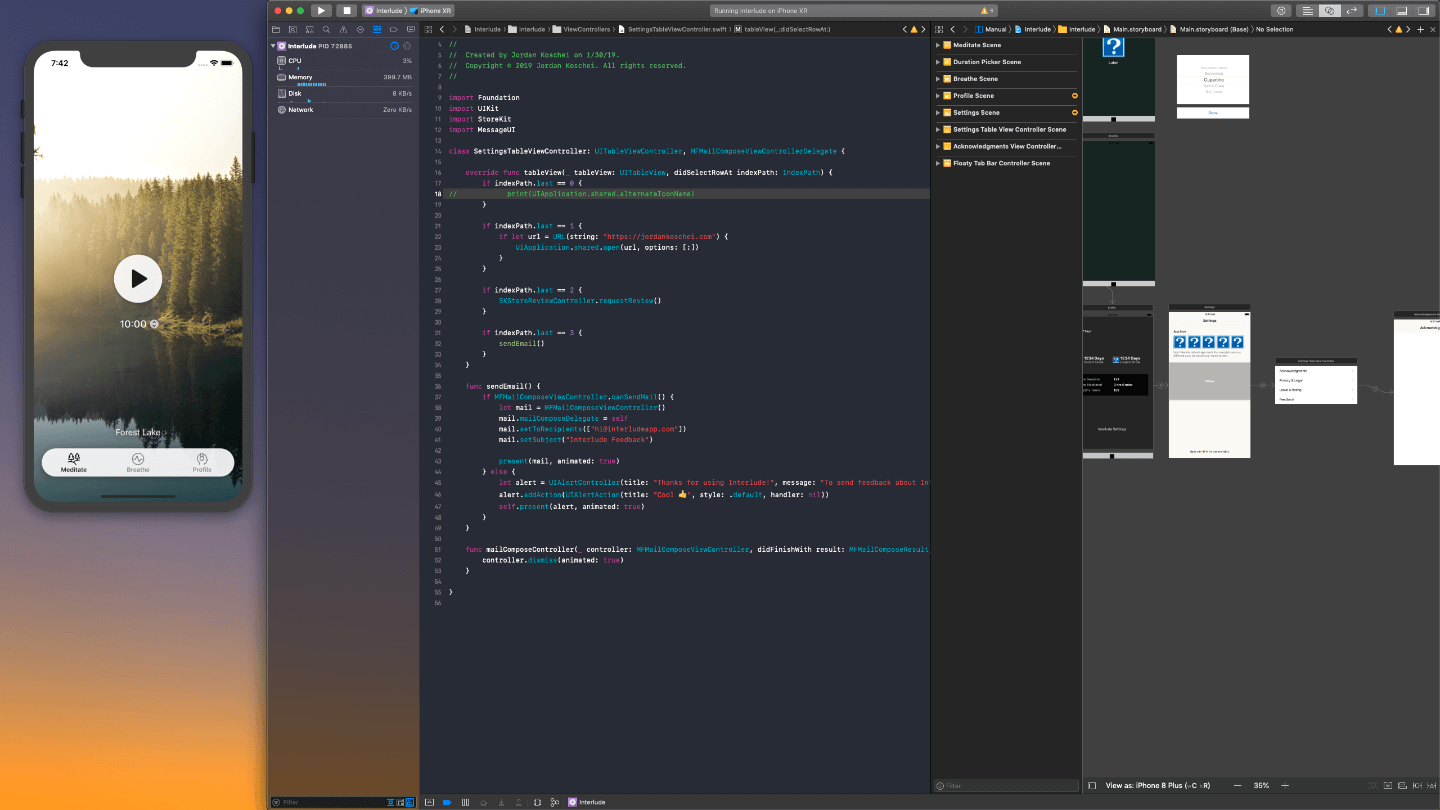 Interlude 〉 iPhone XR
Running Interlude on iPhone XR
4
7:42
10:00
Forest Lake
Meditate
Breathe
Profile
Interlude PID 72885
CPU 3%
Memory 399.7 MB
Disk 8 KB/s
Network Zero KB/s
Filter
Interlude 〉 Interlude 〉 ViewControllers 〉 SettingsTableViewController.swift 〉 M tableView(_:didSelectRowAt:)
4 //
5 // Created by Jordan Koschei on 1/30/19.
6 // Copyright © 2019 Jordan Koschei. All rights reserved.
7 //
8
9 import Foundation
10 import UIKit
11 import StoreKit
12 import MessageUI
13
14 class SettingsTableViewController: UITableViewController, MFMailComposeViewControllerDelegate {
15
16 override func tableView(_ tableView: UITableView, didSelectRowAt indexPath: IndexPath) {
17 if indexPath.last == 0 {
18 // print(UIApplication.shared.alternateIconName)
19 }
20
21 if indexPath.last == 1 {
22 if let url = URL(string: "https://jordankoschei.com") {
23 UIApplication.shared.open(url, options: [:])
24 }
25 }
26
27 if indexPath.last == 2 {
28 SKStoreReviewController.requestReview()
29 }
30
31 if indexPath.last == 3 {
32 sendEmail()
33 }
34 }
35
36 func sendEmail() {
37 if MFMailComposeViewController.canSendMail() {
38 let mail = MFMailComposeViewController()
39 mail.mailComposeDelegate = self
40 mail.setToRecipients(["hi@interludeapp.com"])
41 mail.setSubject("Interlude Feedback")
42
43 present(mail, animated: true)
44 } else {
45 let alert = UIAlertController(title: "Thanks for using Interlude!", message: "To send feedback about In
46 alert.addAction(UIAlertAction(title: "Cool 👍", style: .default, handler: nil))
47 self.present(alert, animated: true)
48 }
49 }
50
51 func mailComposeController(_ controller: MFMailComposeViewController, didFinishWith result: MFMailComposeResult,
52 controller.dismiss(animated: true)
53 }
54
55 }
56
Interlude
Manual 〉 Interlude 〉 Interlude 〉 Main.storyboard 〉 Main.storyboard (Base) 〉 No Selection
Meditate Scene
Duration Picker Scene
Breathe Scene
Profile Scene
Settings Scene
Settings Table View Controller Scene
Acknowledgments View Controller...
Floaty Tab Bar Controller Scene
Filter
Label
Cupertino
Done
Settings
1234 Days
1234 Days
Acknowledgments
Privacy & Legal
Leave a Rating
Feedback
View as: iPhone 8 Plus (wC hR)
35%